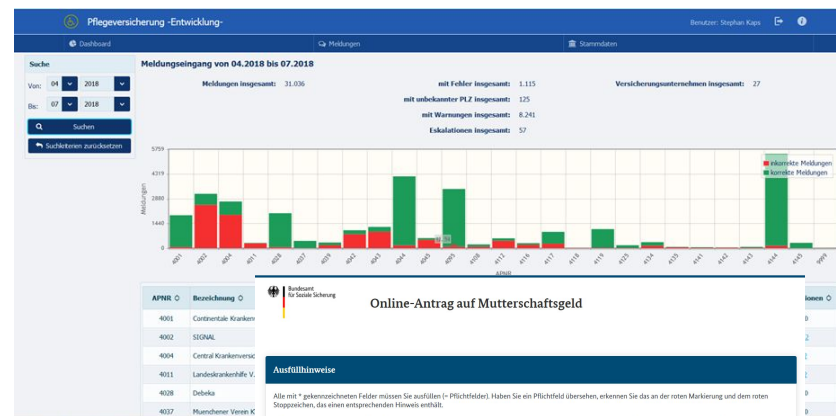 Pflegeversicherung -Entwicklung-
Benutzer: Stephan Kaps
Dashboard
Meldungen
Stammdaten
Suche
Von: 04 2018
Bis: 07 2018
Suchen
Suchkriterien zurücksetzen
Meldungseingang von 04.2018 bis 07.2018
Meldungen insgesamt: 31.036
mit Fehler insgesamt: 1.115
mit unbekannter PLZ insgesamt: 125
mit Warnungen insgesamt: 8.241
Eskalationen insgesamt: 57
Versicherungsunternehmen insgesamt: 27
inkorrekte Meldungen
korrekte Meldungen
Meldungen
5759
4319
2880
1440
0
4001 4002 4004 4011 4028 4037 4039 4042 4043 4044 4045 4095 4108 4112 4116 4117 4118 4119 4125 4134 4135 4141 4142 4143 4144 4145 9999
APNR
APNR Bezeichnung
4001 Continentale Kranken
4002 SIGNAL
4004 Central Krankenversic
4011 Landeskrankenhilfe V.
4028 Debeka
4037 Muenchener Verein K
ionen
Bundesamt
für Soziale Sicherung
Online-Antrag auf Mutterschaftsgeld
Ausfüllhinweise
Alle mit * gekennzeichneten Felder müssen Sie ausfüllen (= Pflichtfelder). Haben Sie ein Pflichtfeld übersehen, erkennen Sie das an der roten Markierung und dem roten
Stoppzeichen, das einen entsprechenden Hinweis enthält.